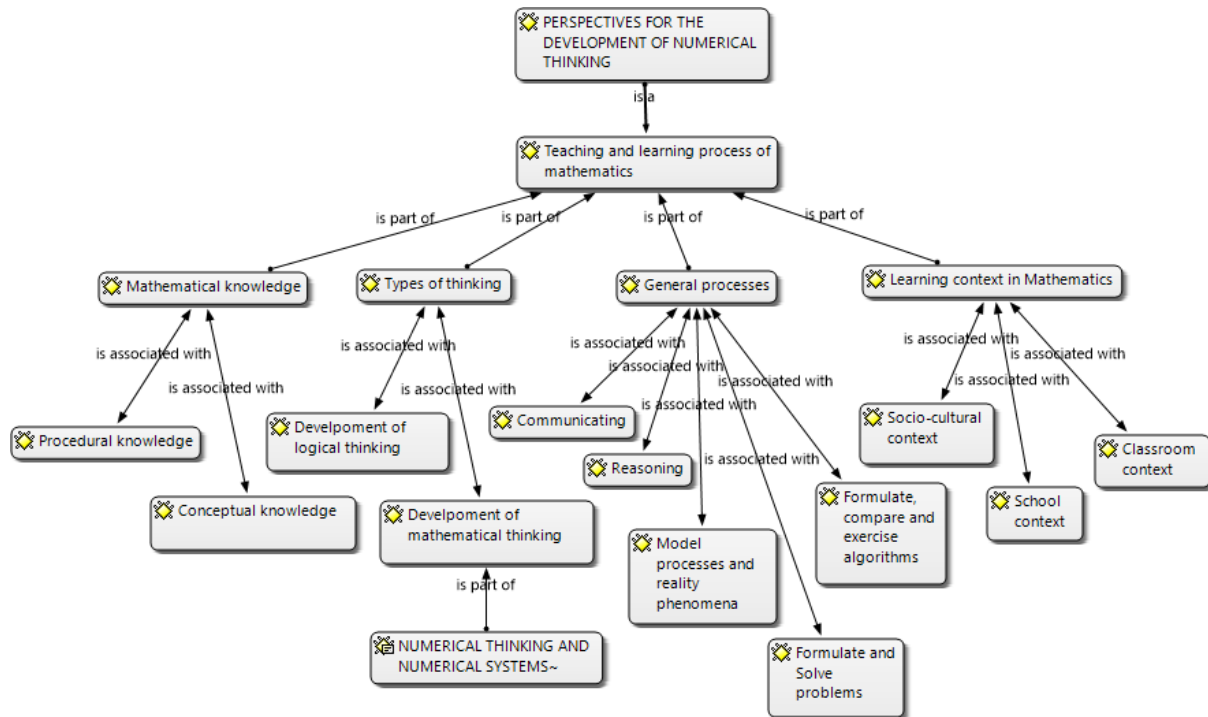 PERSPECTIVES FOR THE
DEVELOPMENT OF NUMERICAL
THINKING
is a
Teaching and learning process of
mathematics
is part of
is part of
is part of
is part of
Mathematical knowledge
Types of thinking
General processes
Learning context in Mathematics
is associated with
is associated with
is associated with
is associated with
is associated with
is associated with
is associated with
is associated with
is associated with
is associated with
is associated with
is associated with
Procedural knowledge
Develpoment of
logical thinking
Communicating
Reasoning
Socio-cultural
context
Classroom
context
Conceptual knowledge
Develpoment of
mathematical thinking
Model
processes and
reality
phenomena
Formulate,
compare and
exercise
algorithms
School
context
is part of
NUMERICAL THINKING AND
NUMERICAL SYSTEMS~
Formulate and
Solve
problems